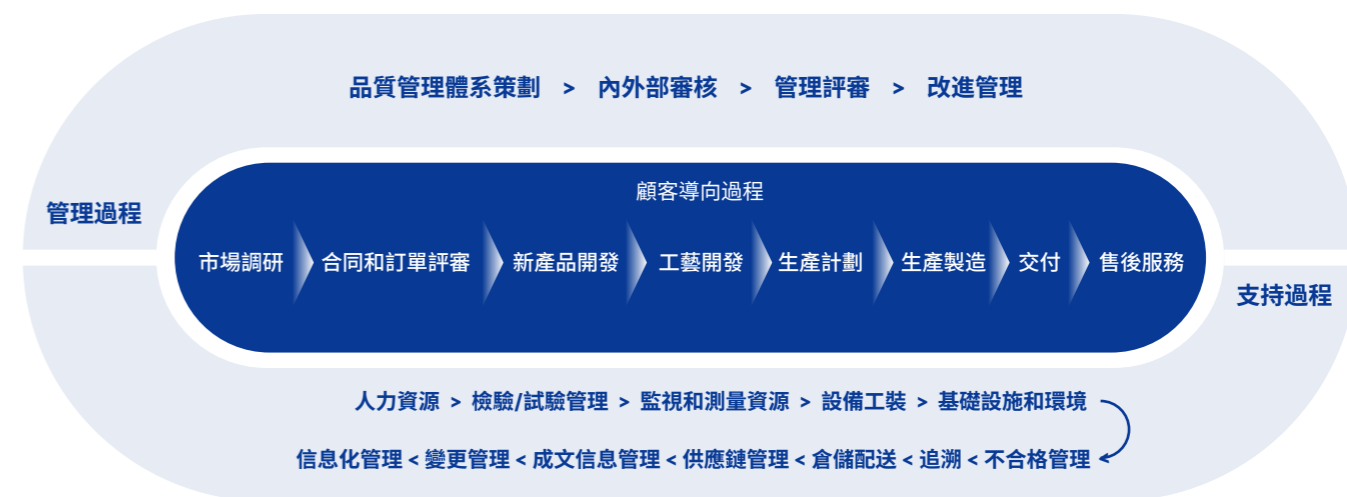 品質管理體系策劃 > 內外部審核 > 管理評審 > 改進管理
顧客導向過程
管理過程
市場調研 合同和訂單評審 新產品開發 工藝開發 生產計劃 生產製造 交付 售後服務
支持過程
人力資源 > 檢驗/試驗管理 > 監視和測量資源 > 設備工裝 > 基礎設施和環境
信息化管理 < 變更管理 < 成文信息管理 < 供應鏈管理 < 倉儲配送 < 追溯 < 不合格管理